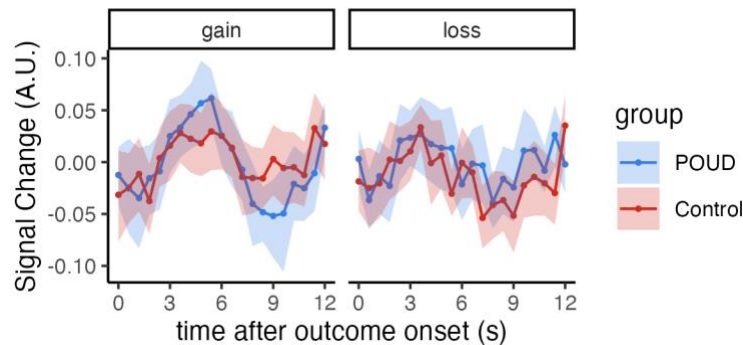 gain
loss
Signal Change (A.U.)
0.10
0.05
0.00
-0.05
-0.10
0 3 6 9 12
0 3 6 9 12
time after outcome onset (s)
group
POUD
Control